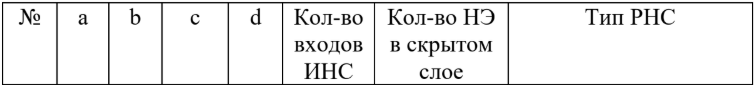 № a b c d Кол-во Кол-во НЭ Тип РНС
входов в скрытом
ИНС слое